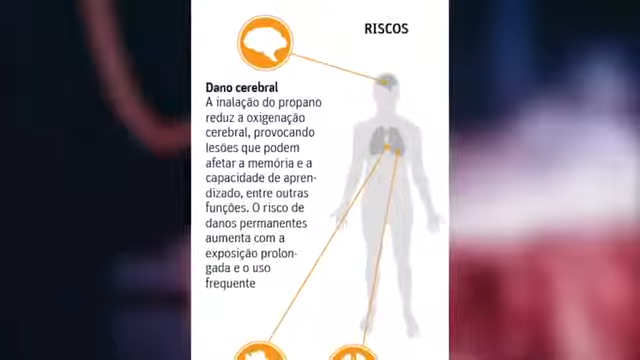 RISCOS
Dano cerebral
A inalação do propano
reduz a oxigenação
cerebral, provocando
lesões que podem
afetar a memória e a
capacidade de apren-
dizado, entre outras
funções. O risco de
danos permanentes
aumenta com a
exposição prolon-
gada e o uso
frequente